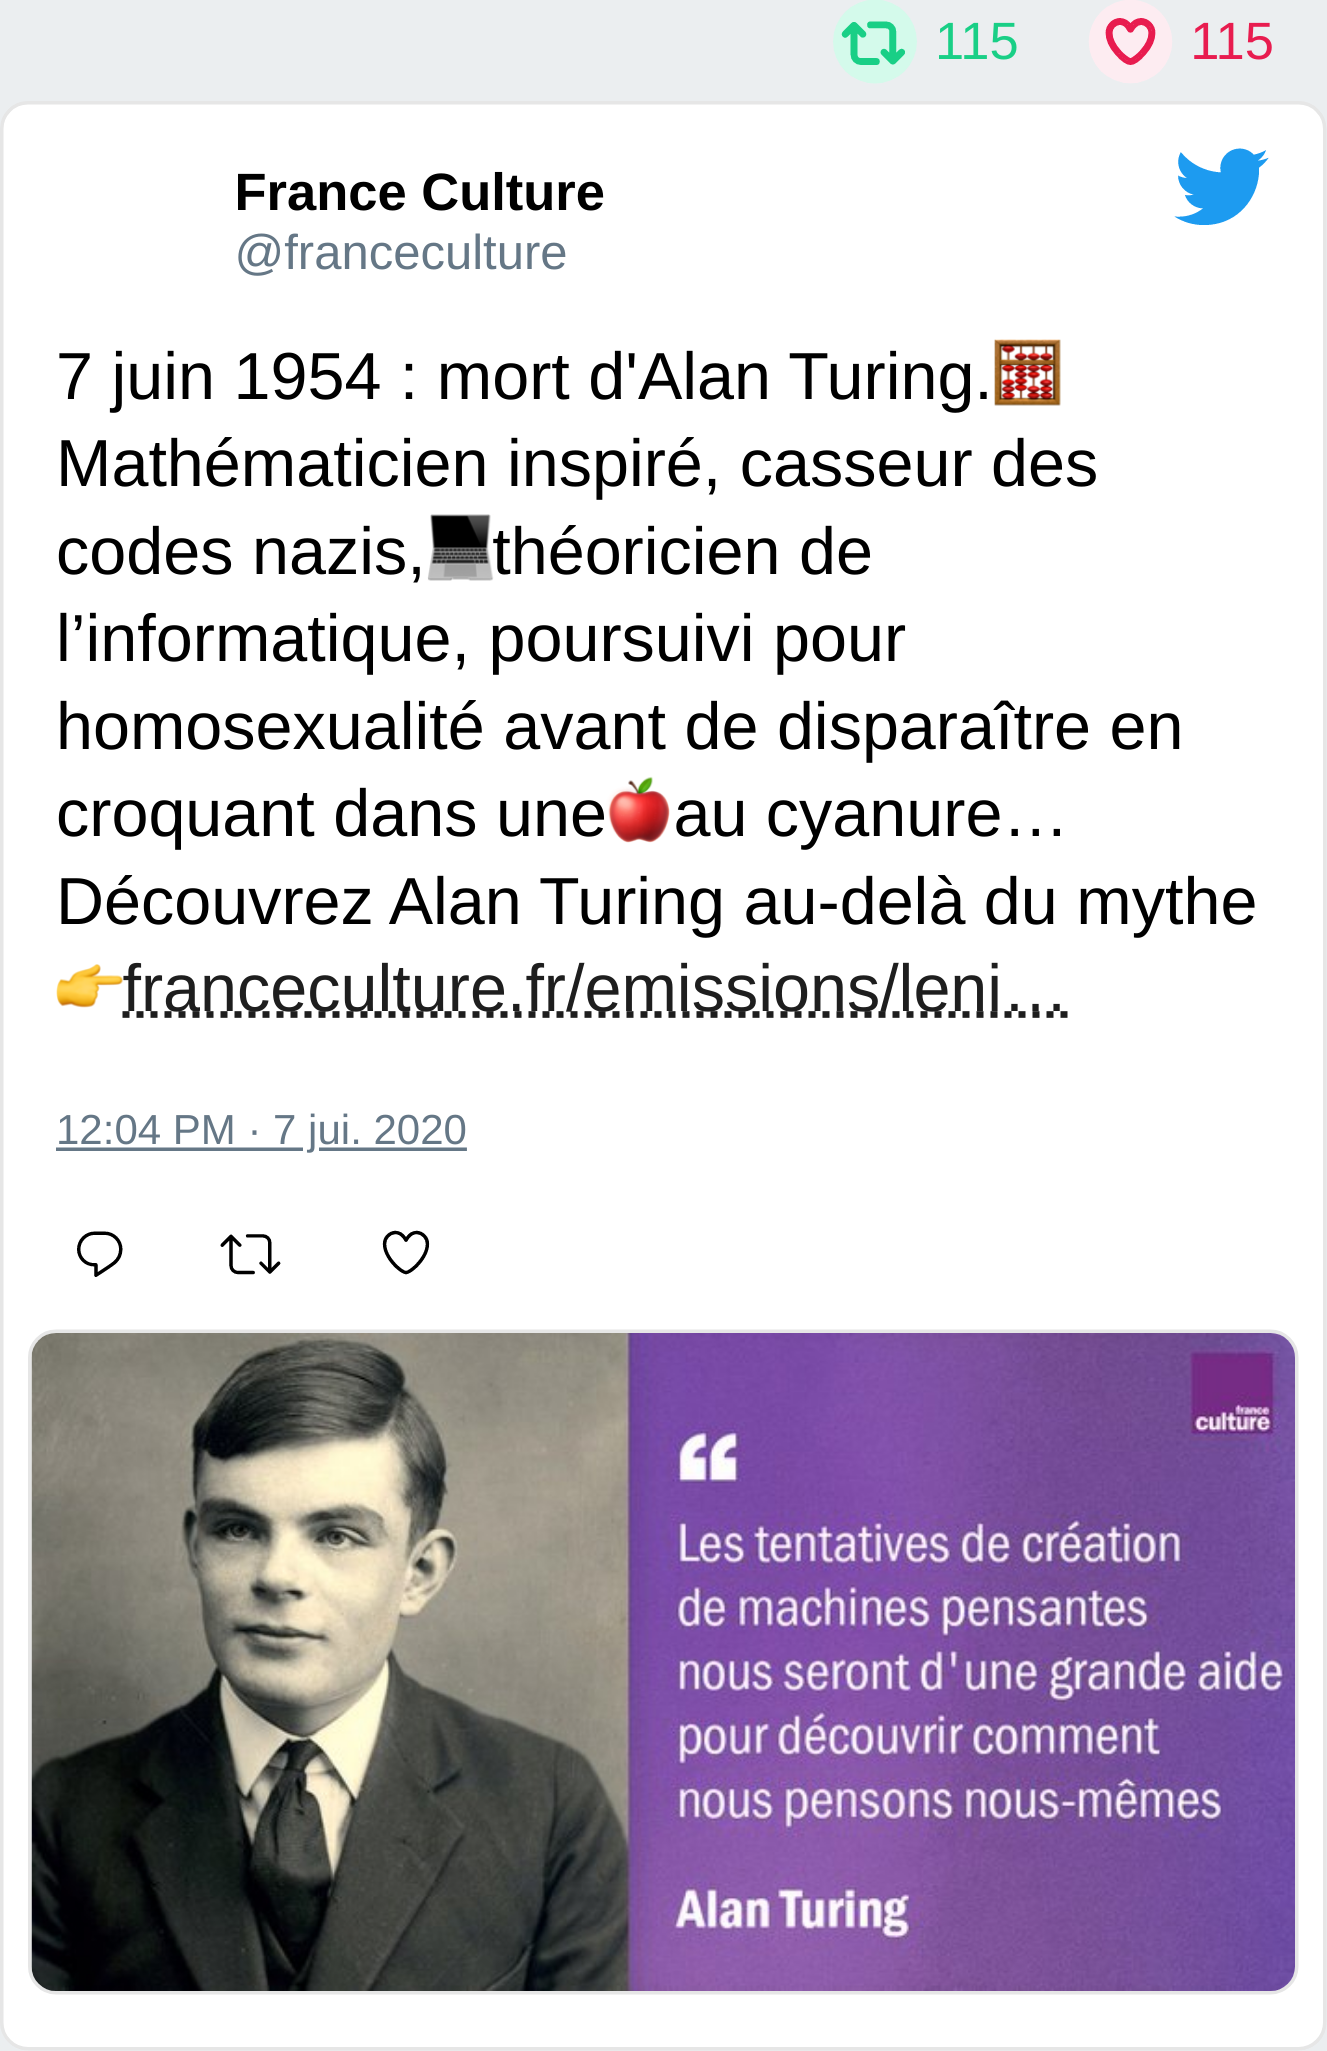 115 115
France Culture
@franceculture
7 juin 1954 : mort d'Alan Turing.🧮
Mathématicien inspiré, casseur des
codes nazis,💻théoricien de
l’informatique, poursuivi pour
homosexualité avant de disparaître en
croquant dans une🍎au cyanure…
Découvrez Alan Turing au-delà du mythe
👉franceculture.fr/emissions/leni…
12:04 PM · 7 jui. 2020
france
culture
“
Les tentatives de création
de machines pensantes
nous seront d'une grande aide
pour découvrir comment
nous pensons nous-mêmes
Alan Turing